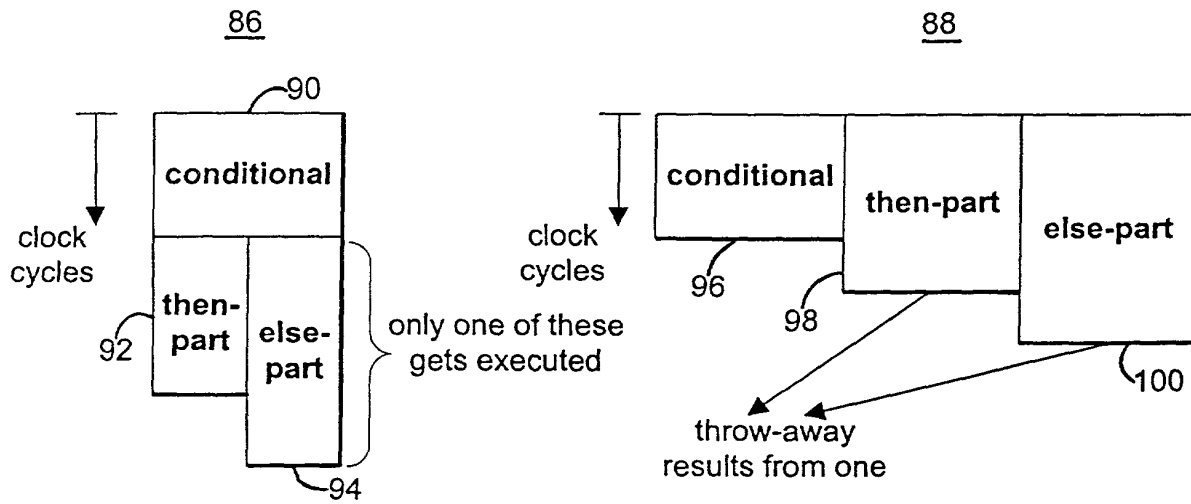 86
88
90
conditional
clock
cycles
then-
part
92
else-
part
only one of these
gets executed
94
conditional
clock
cycles
96
then-part
98
else-part
100
throw-away
results from one